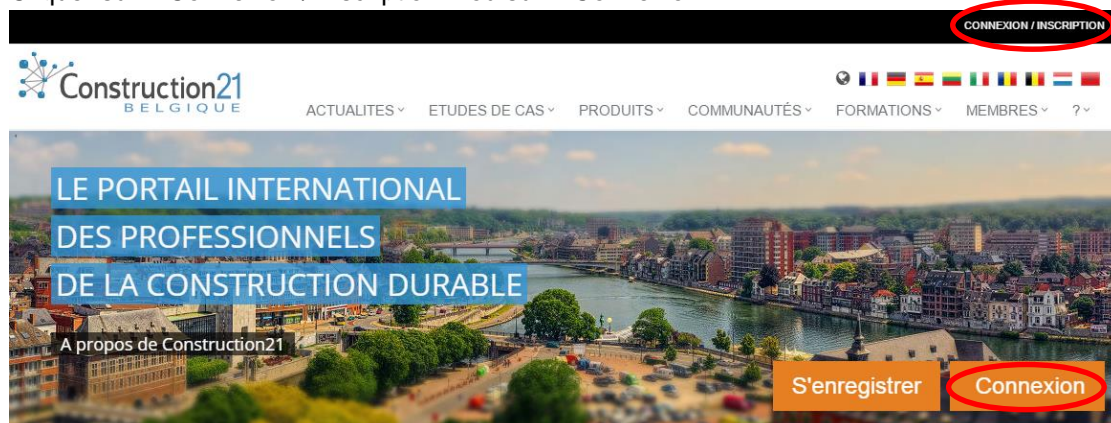 CONNEXION / INSCRIPTION
Construction21
BELGIQUE
ACTUALITES
ETUDES DE CAS
PRODUITS
COMMUNAUTÉS
FORMATIONS
MEMBRES
?
LE PORTAIL INTERNATIONAL
DES PROFESSIONNELS
DE LA CONSTRUCTION DURABLE
A propos de Construction21
S'enregistrer
Connexion